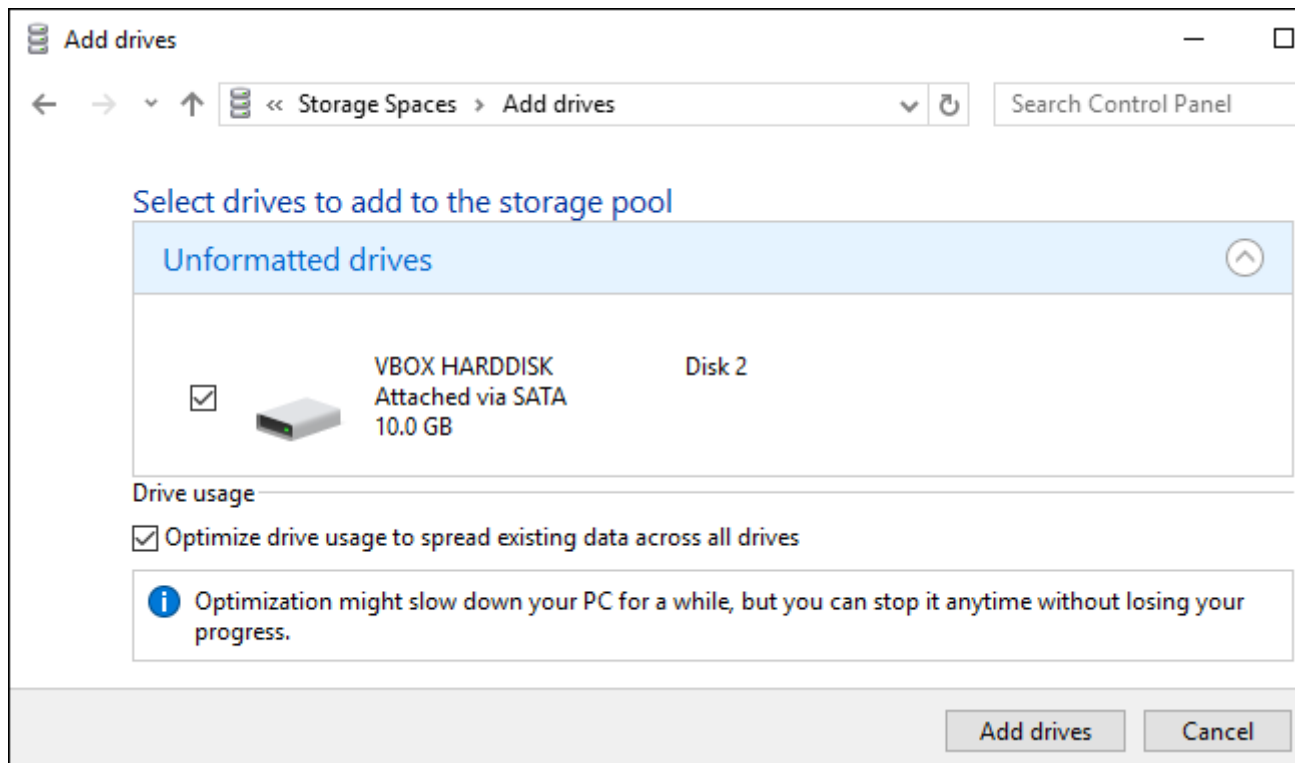 Add drives
« Storage Spaces › Add drives
Search Control Panel
Select drives to add to the storage pool
Unformatted drives
VBOX HARDDISK Disk 2
Attached via SATA
10.0 GB
Drive usage
Optimize drive usage to spread existing data across all drives
Optimization might slow down your PC for a while, but you can stop it anytime without losing your
progress.
Add drives
Cancel